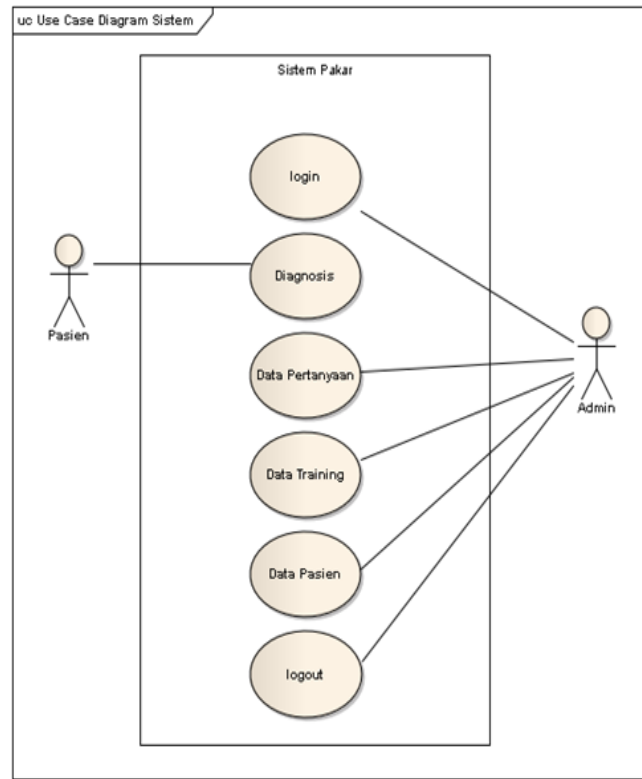 uc Use Case Diagram Sistem
Sistem Pakar
login
Diagnosis
Pasien
Data Pertanyaan
Admin
Data Training
Data Pasien
logout